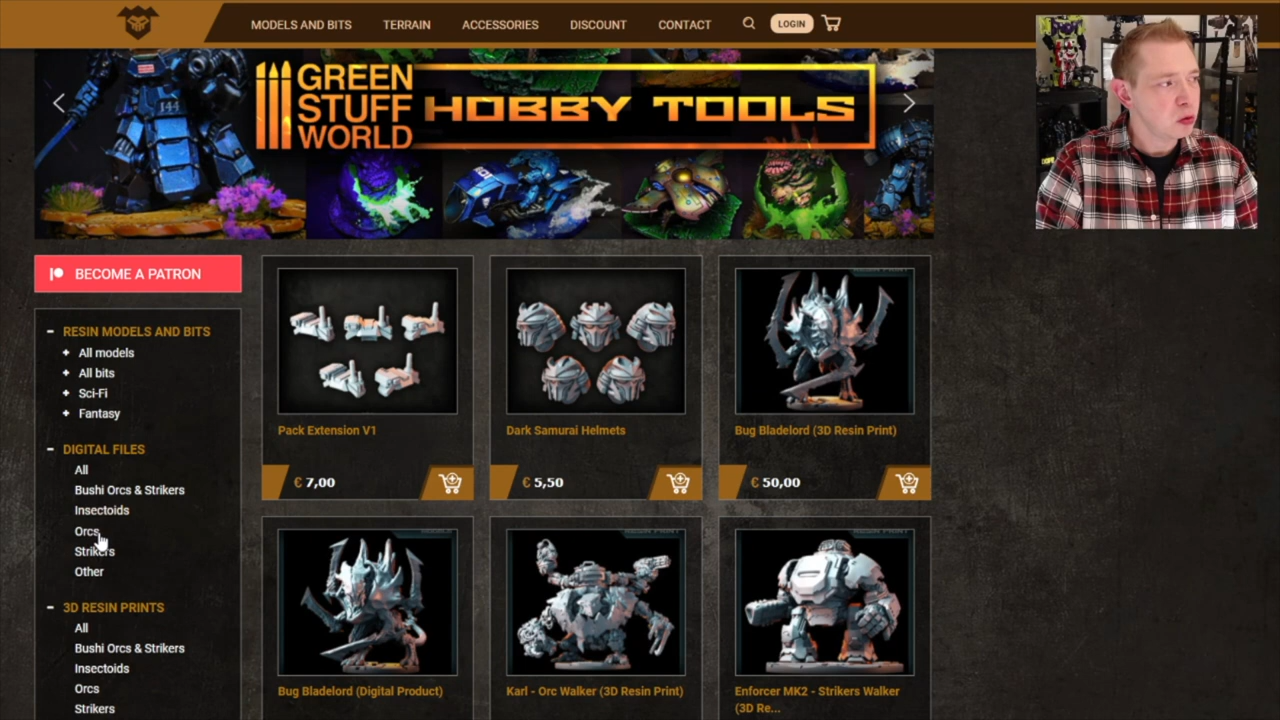 MODELS AND BITS TERRAIN ACCESSORIES DISCOUNT CONTACT LOGIN
GREEN
STUFF
WORLD
HOBBY TOOLS
144
BECOME A PATRON
RESIN MODELS AND BITS
All models
All bits
Sci-Fi
Fantasy
DIGITAL FILES
All
Bushi Orcs & Strikers
Insectoids
Orcs
Strikers
Other
3D RESIN PRINTS
All
Bushi Orcs & Strikers
Insectoids
Orcs
Strikers
Pack Extension V1
€ 7,00
Dark Samurai Helmets
€ 5,50
Bug Bladelord (3D Resin Print)
€ 50,00
Bug Bladelord (Digital Product)
Karl - Orc Walker (3D Resin Print)
Enforcer MK2 - Strikers Walker
(3D Re...